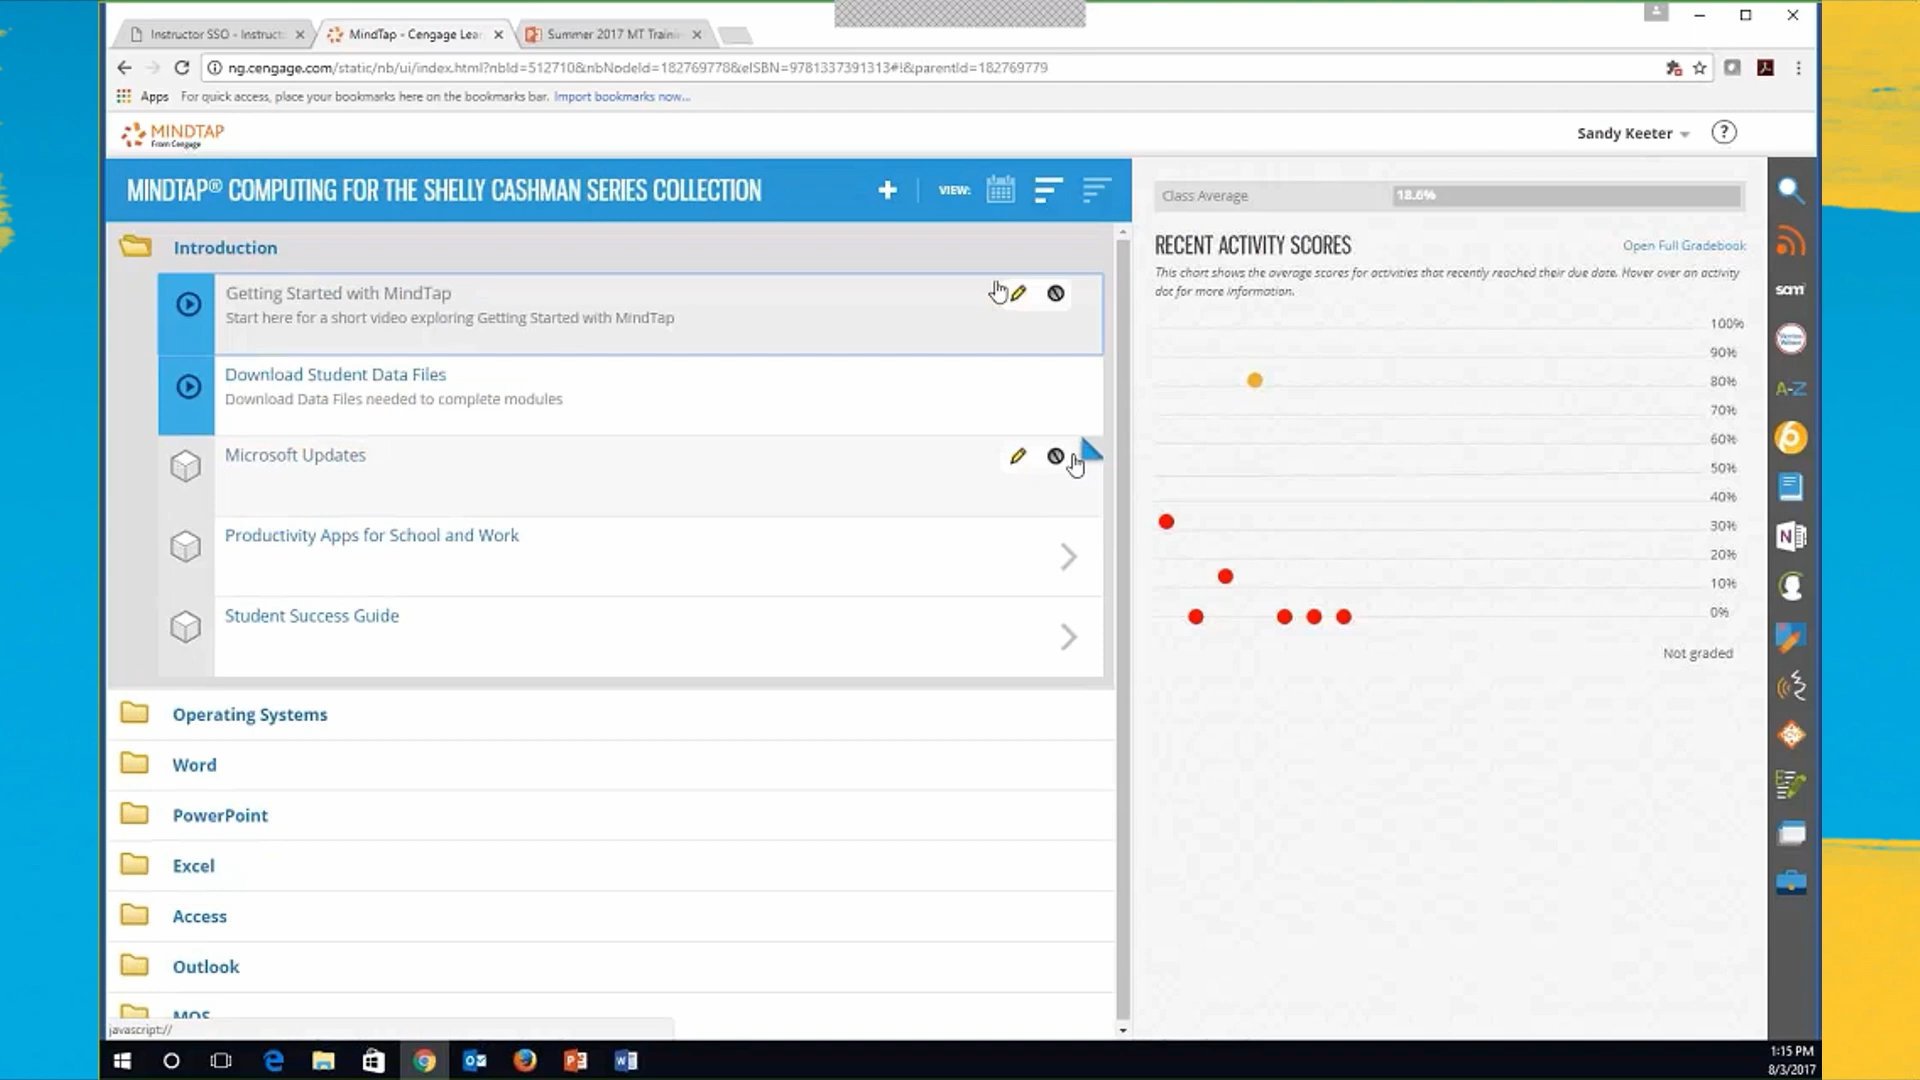 Instructor SSO - Instruct
MindTap - Cengage Lea
Summer 2017 MT Traini
ng.cengage.com/static/nb/ui/index.html?nbId=512710&nbNodeId=182769778&eISBN=9781337391313#!&parentId=182769779
Apps For quick access, place your bookmarks here on the bookmarks bar. Import bookmarks now...
MINDTAP
From Cengage
Sandy Keeter
?
MINDTAP® COMPUTING FOR THE SHELLY CASHMAN SERIES COLLECTION
VIEW:
Introduction
Getting Started with MindTap
Start here for a short video exploring Getting Started with MindTap
Download Student Data Files
Download Data Files needed to complete modules
Microsoft Updates
Productivity Apps for School and Work
Student Success Guide
Operating Systems
Word
PowerPoint
Excel
Access
Outlook
MOS
javascript://
Class Average 18.6%
RECENT ACTIVITY SCORES
Open Full Gradebook
This chart shows the average scores for activities that recently reached their due date. Hover over an activity
dot for more information.
100%
90%
80%
70%
60%
50%
40%
30%
20%
10%
0%
Not graded
sam
A-Z
N
1:15 PM
8/3/2017